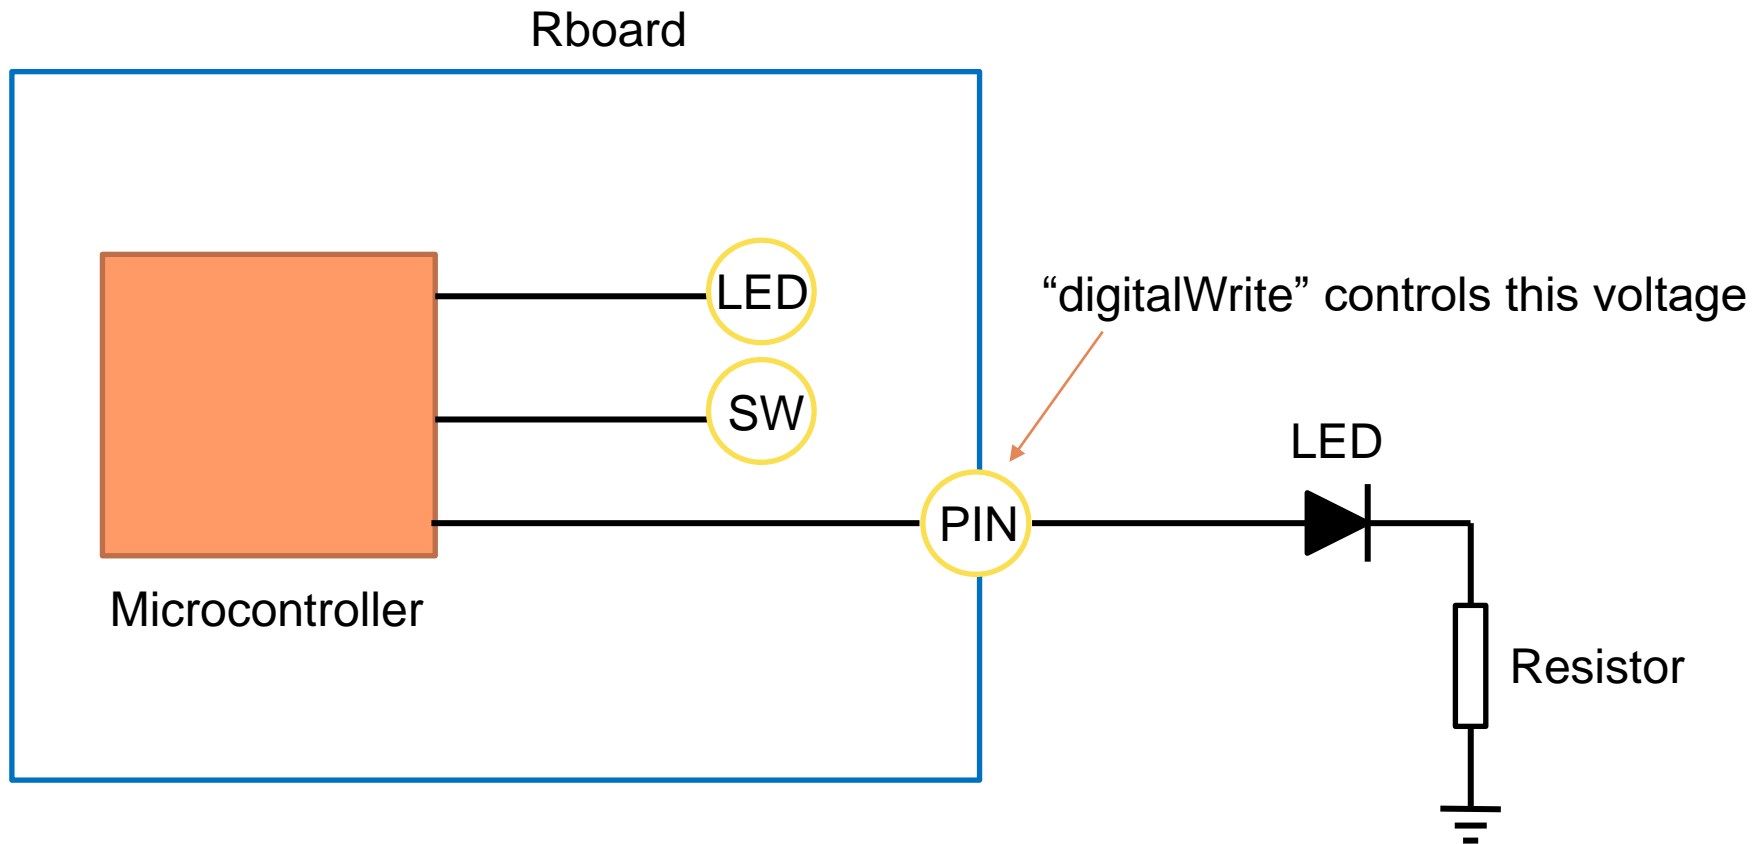 Rboard
LED
“digitalWrite” controls this voltage
SW
LED
PIN
Microcontroller
Resistor